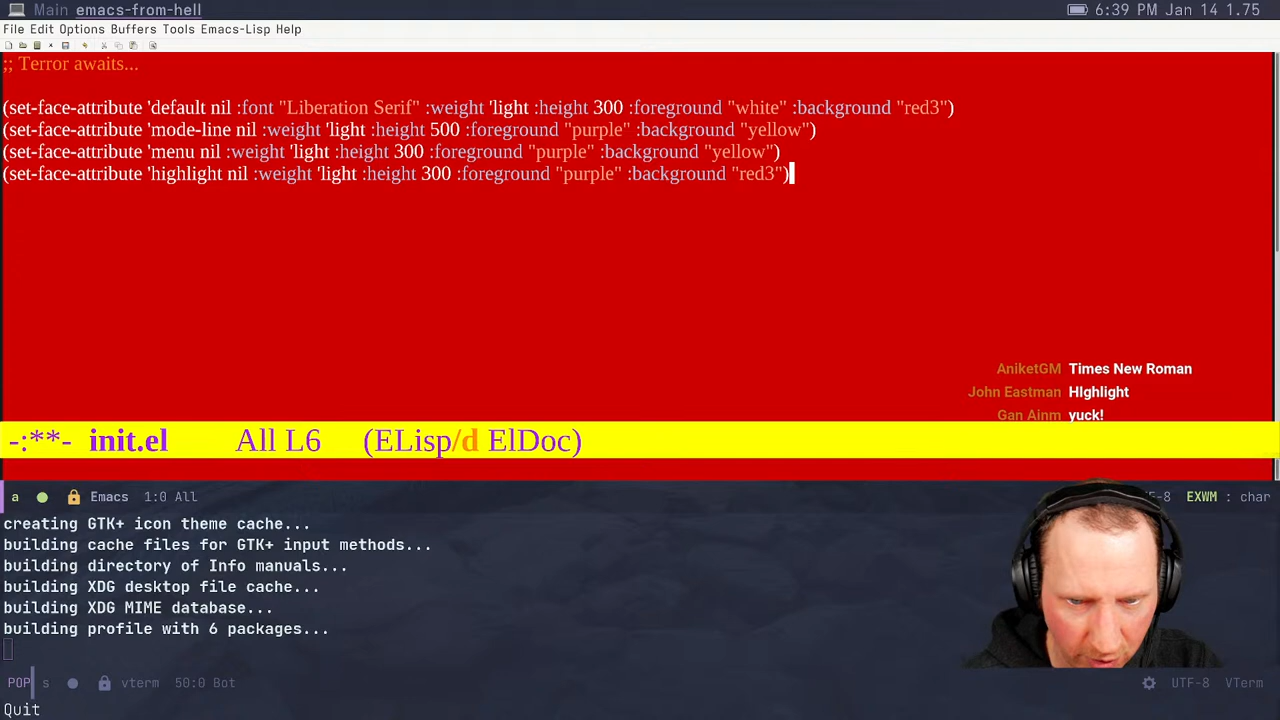 Main emacs-from-hell
6:39 PM Jan 14 1.75
File Edit Options Buffers Tools Emacs-Lisp Help
;; Terror awaits...
(set-face-attribute 'default nil :font "Liberation Serif" :weight 'light :height 300 :foreground "white" :background "red3")
(set-face-attribute 'mode-line nil :weight 'light :height 500 :foreground "purple" :background "yellow")
(set-face-attribute 'menu nil :weight 'light :height 300 :foreground "purple" :background "yellow")
(set-face-attribute 'highlight nil :weight 'light :height 300 :foreground "purple" :background "red3")
AniketGM Times New Roman
John Eastman HIghlight
Gan Ainm yuck!
-:**- init.el All L6 (ELisp/d ElDoc)
a Emacs 1:0 All
EXWM : char
creating GTK+ icon theme cache...
building cache files for GTK+ input methods...
building directory of Info manuals...
building XDG desktop file cache...
building XDG MIME database...
building profile with 6 packages...
POP s vterm 50:0 Bot
UTF-8 VTerm
Quit